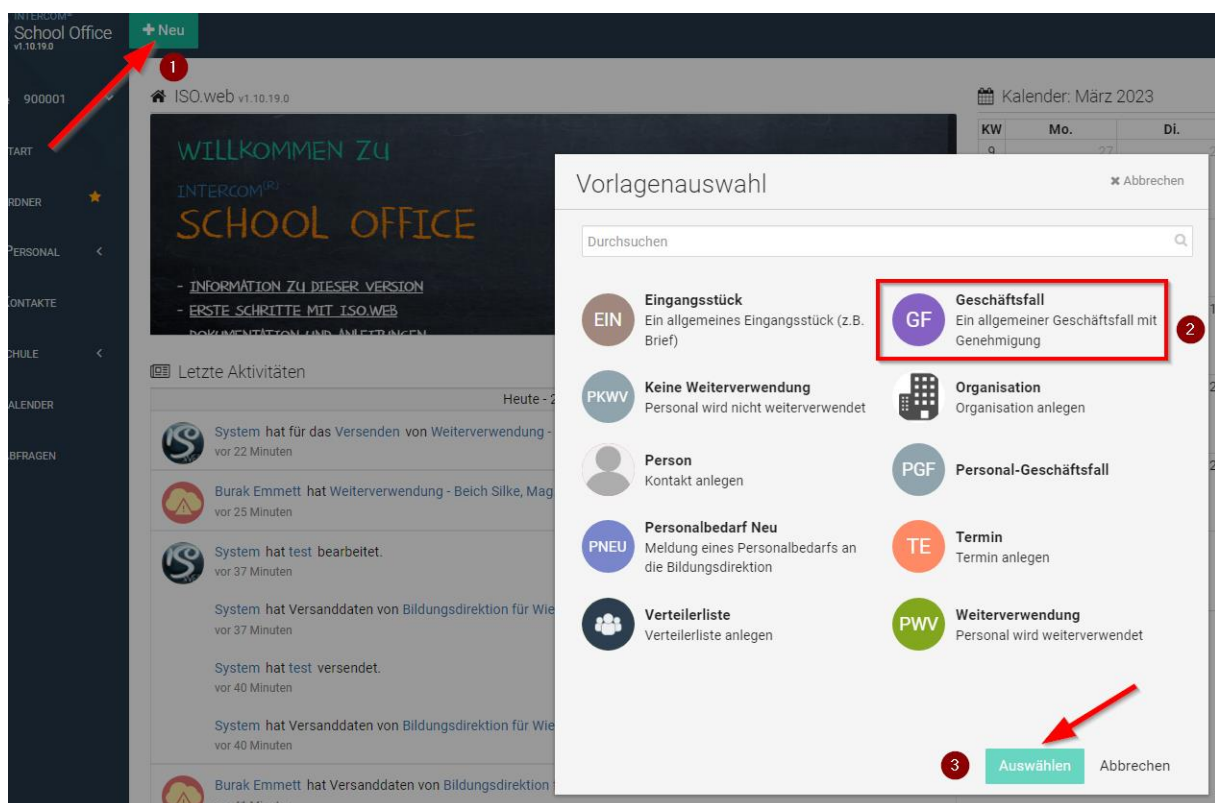 INTERCOM(R)
School Office
v1.10.19.0
+ Neu
1
900001
ISO.web v1.10.19.0
Kalender: März 2023
KW Mo. Di.
9 27
TART
RDNER
PERSONAL
ONTAKTE
CHULE
ALENDER
BFRAGEN
WILLKOMMEN ZU
INTERCOM(R)
SCHOOL OFFICE
- INFORMATION ZU DIESER VERSION
- ERSTE SCHRITTE MIT ISO.WEB
DOKUMENTATION UND ANLEITUNGEN
Letzte Aktivitäten
Heute - 2
System hat für das Versenden von Weiterverwendung -
vor 22 Minuten
Burak Emmett hat Weiterverwendung - Beich Silke, Mag
vor 25 Minuten
System hat test bearbeitet.
vor 37 Minuten
System hat Versanddaten von Bildungsdirektion für Wie
vor 37 Minuten
System hat test versendet.
vor 40 Minuten
System hat Versanddaten von Bildungsdirektion für Wie
vor 40 Minuten
Burak Emmett hat Versanddaten von Bildungsdirektion
Vorlagenauswahl
Abbrechen
Durchsuchen
EIN
Eingangsstück
Ein allgemeines Eingangsstück (z.B.
Brief)
GF
Geschäftsfall
Ein allgemeiner Geschäftsfall mit
Genehmigung
2
PKWV
Keine Weiterverwendung
Personal wird nicht weiterverwendet
Organisation
Organisation anlegen
Person
Kontakt anlegen
PGF
Personal-Geschäftsfall
PNEU
Personalbedarf Neu
Meldung eines Personalbedarfs an
die Bildungsdirektion
TE
Termin
Termin anlegen
Verteilerliste
Verteilerliste anlegen
PWV
Weiterverwendung
Personal wird weiterverwendet
3
Auswählen
Abbrechen